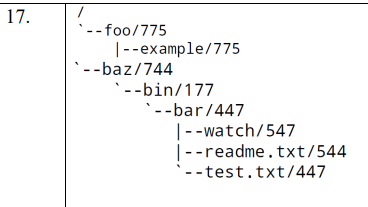 17.
/
`--foo/775
|--example/775
`--baz/744
`--bin/177
`--bar/447
|--watch/547
|--readme.txt/544
`--test.txt/447